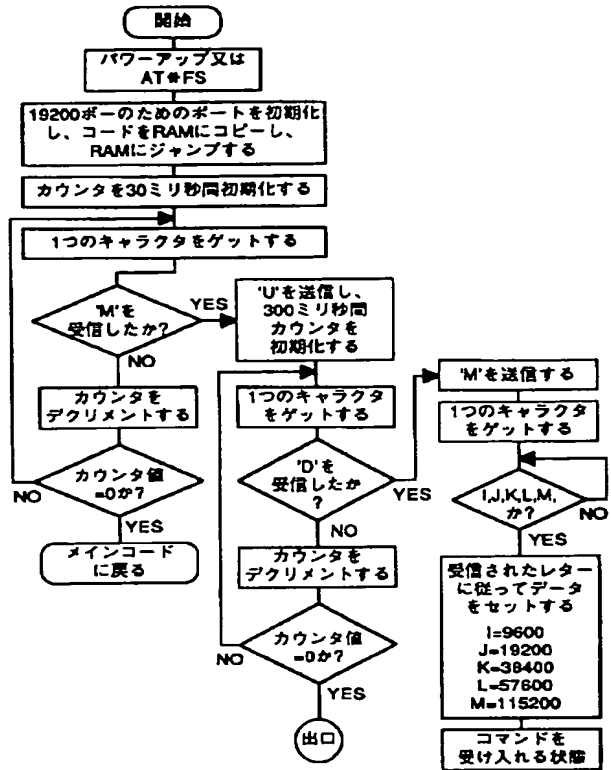 開始
パワーアップ又は
AT*FS
19200ボーのためのポートを初期化
し、コードをRAMにコピーし、
RAMにジャンプする
カウンタを30ミリ秒間初期化する
1つのキャラクタをゲットする
'M'を
受信したか?
YES
NO
カウンタを
デクリメントする
カウンタ値
=0か?
NO
YES
メインコード
に戻る
'U'を送信し、
300ミリ秒間
カウンタを
初期化する
1つのキャラクタ
をゲットする
'D'を
受信したか
?
YES
NO
カウンタを
デクリメントする
カウンタ値
=0か?
NO
YES
出口
'M'を送信する
1つのキャラクタ
をゲットする
I,J,K,L,M,
か?
NO
YES
受信されたレター
に従ってデータ
をセットする
I=9600
J=19200
K=38400
L=57600
M=115200
コマンドを
受け入れる状態